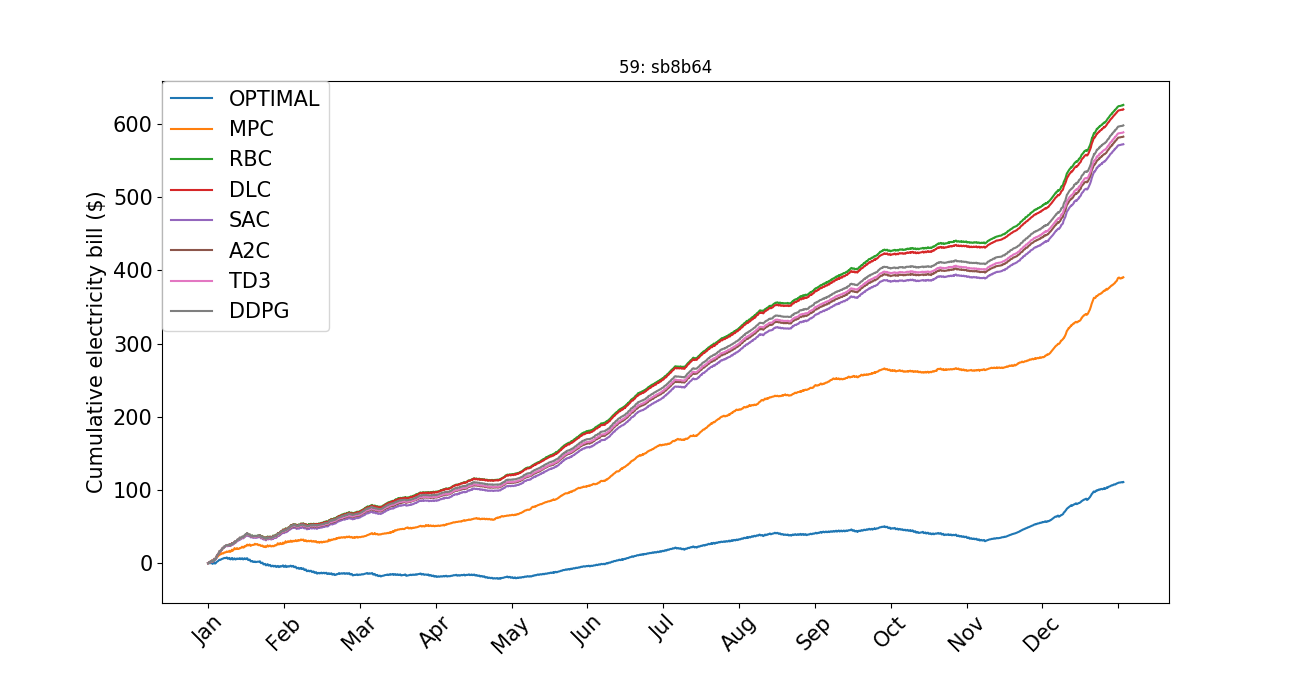 59: sb8b64
OPTIMAL
MPC
RBC
DLC
SAC
A2C
TD3
DDPG
Cumulative electricity bill ($)
600
500
400
300
200
100
0
Jan
Feb
Mar
Apr
May
Jun
Jul
Aug
Sep
Oct
Nov
Dec